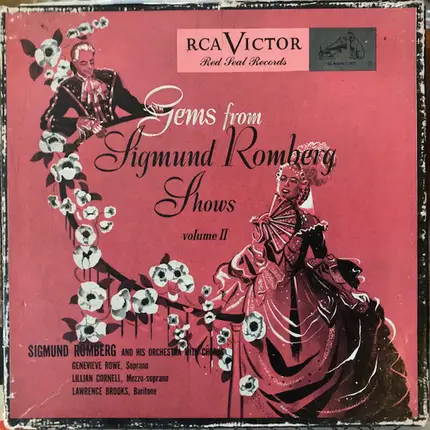 RCA VICTOR
Red Seal Records
Gems from
Sigmund Romberg
Shows
volume II
SIGMUND ROMBERG AND HIS ORCHESTRA WITH CHORUS
GENEVIEVE ROWE, Soprano
LILLIAN CORNELL, Mezzo-soprano
LAWRENCE BROOKS, Baritone